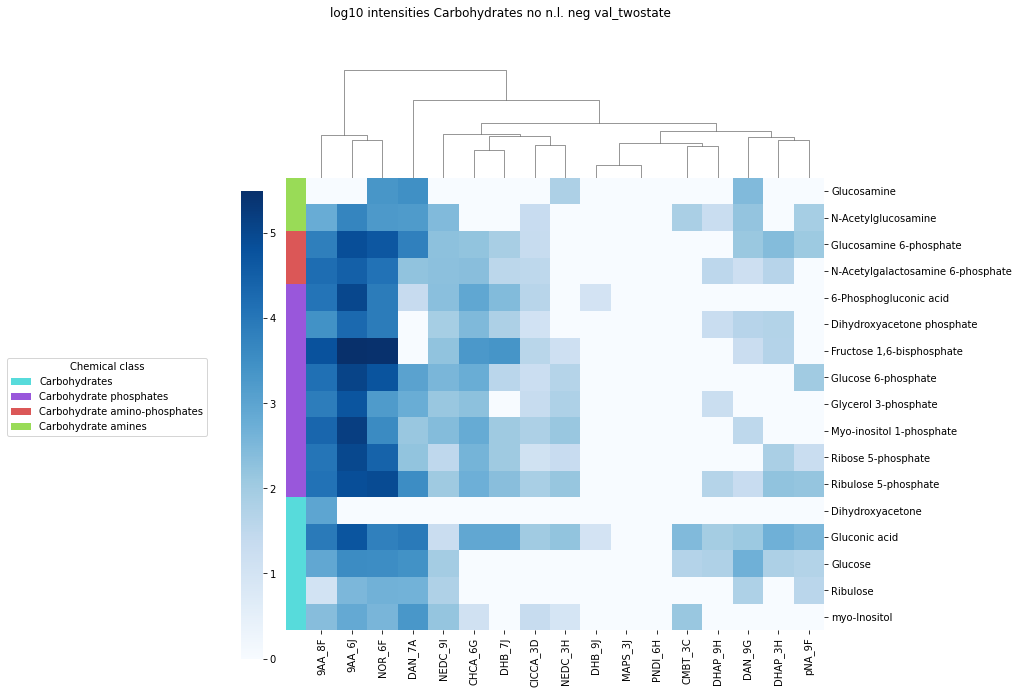 log10 intensities Carbohydrates no n.l. neg val_twostate
Chemical class
Carbohydrates
Carbohydrate phosphates
Carbohydrate amino-phosphates
Carbohydrate amines
5
4
3
2
1
0
Glucosamine
N-Acetylglucosamine
Glucosamine 6-phosphate
N-Acetylgalactosamine 6-phosphate
6-Phosphogluconic acid
Dihydroxyacetone phosphate
Fructose 1,6-bisphosphate
Glucose 6-phosphate
Glycerol 3-phosphate
Myo-inositol 1-phosphate
Ribose 5-phosphate
Ribulose 5-phosphate
Dihydroxyacetone
Gluconic acid
Glucose
Ribulose
myo-Inositol
9AA_8F
9AA_6J
NOR_6F
DAN_7A
NEDC_9I
CHCA_6G
DHB_7J
ClCCA_3D
NEDC_3H
DHB_9J
MAPS_3J
PNDI_6H
CMBT_3C
DHAP_9H
DAN_9G
DHAP_3H
pNA_9F